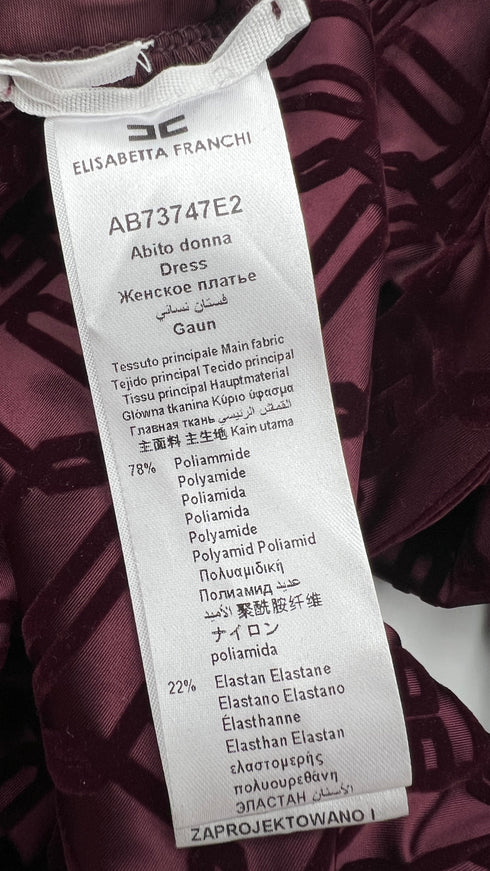 ELISABETTA FRANCHI
AB73747E2
Abito donna
Dress
Женское платье
فستان نسائي
Gaun
Tessuto principale Main fabric
Tejido principal Tecido principal
Tissu principal Hauptmaterial
Główna tkanina Κύριο ύφασμα
Главная ткань القمش الرئيسي
主面料 主生地 Kain utama
78% Poliammide
Polyamide
Poliamida
Poliamida
Polyamide
Polyamid Poliamid
Πολυαμιδική
Полиамид عديد
الأميد 聚酰胺纤维
ナイロン
poliamida
22% Elastan Elastane
Elastano Elastano
Élasthanne
Elasthan Elastan
ελαστομερής
πολυουρεθάνη
ЭПАСТАН الأستان
ZAPROJEKTOWANO I